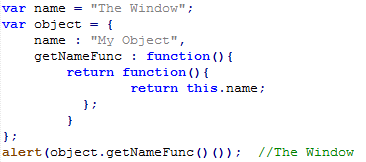 var name = "The Window";
var object = {
    name : "My Object",
    getNameFunc : function(){
        return function(){
                return this.name;
          };
        }
};
alert(object.getNameFunc()());  //The Window